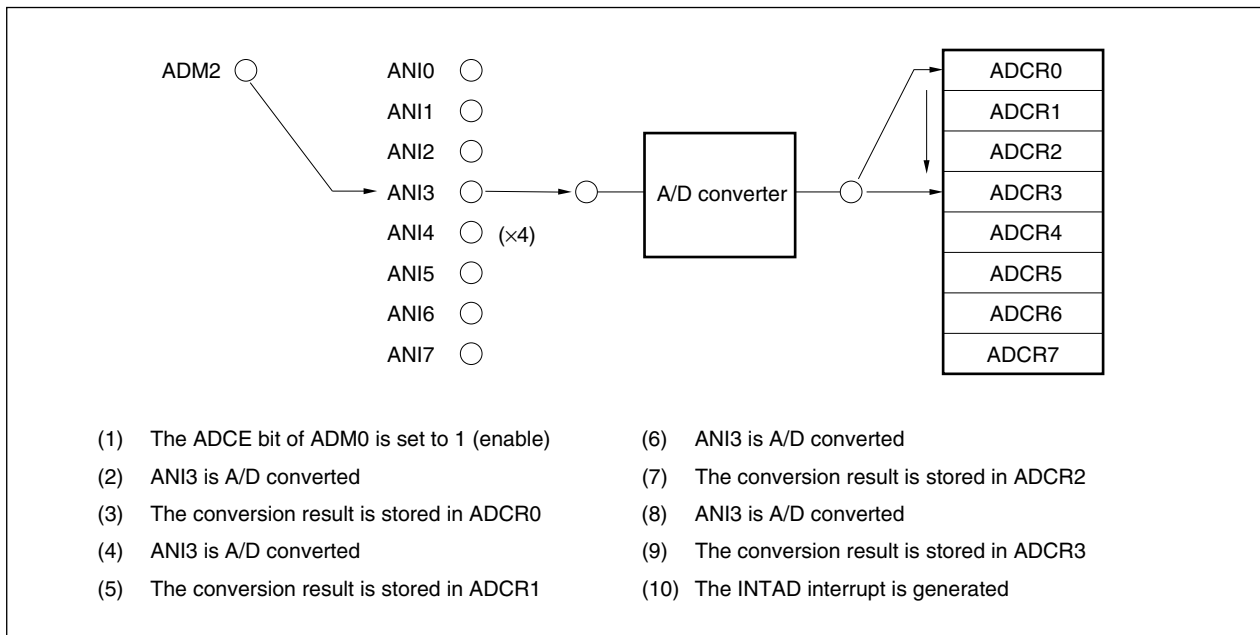 ADM2
ANI0
ANI1
ANI2
ANI3
ANI4 (×4)
ANI5
ANI6
ANI7
A/D converter
ADCR0
ADCR1
ADCR2
ADCR3
ADCR4
ADCR5
ADCR6
ADCR7
(1) The ADCE bit of ADM0 is set to 1 (enable)
(2) ANI3 is A/D converted
(3) The conversion result is stored in ADCR0
(4) ANI3 is A/D converted
(5) The conversion result is stored in ADCR1
(6) ANI3 is A/D converted
(7) The conversion result is stored in ADCR2
(8) ANI3 is A/D converted
(9) The conversion result is stored in ADCR3
(10) The INTAD interrupt is generated